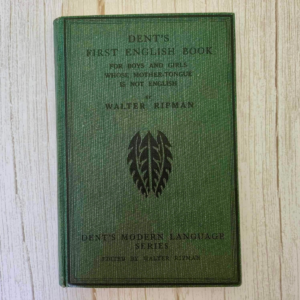 DENT'S
FIRST ENGLISH BOOK
FOR BOYS AND GIRLS
WHOSE MOTHER-TONGUE
IS NOT ENGLISH
BY
WALTER RIPMAN
DENT'S MODERN LANGUAGE
SERIES
EDITED BY WALTER RIPMAN